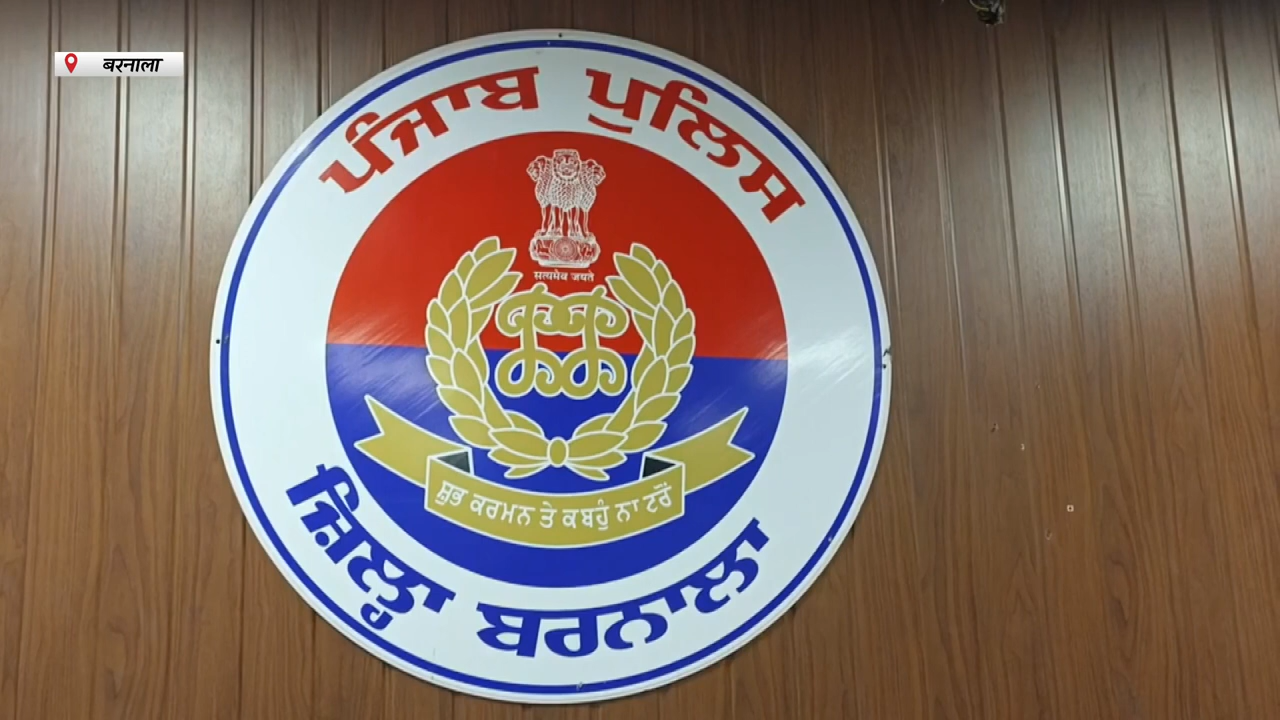 बरनाला
ਪੰਜਾਬ ਪੁਲਿਸ
सत्यमेव जयते
ਸ਼ੁਭ ਕਰਮਨ ਤੇ ਕਬਹੁੰ ਨਾ ਟਰੋਂ
ਜ਼ਿਲ੍ਹਾ ਬਰਨਾਲਾ